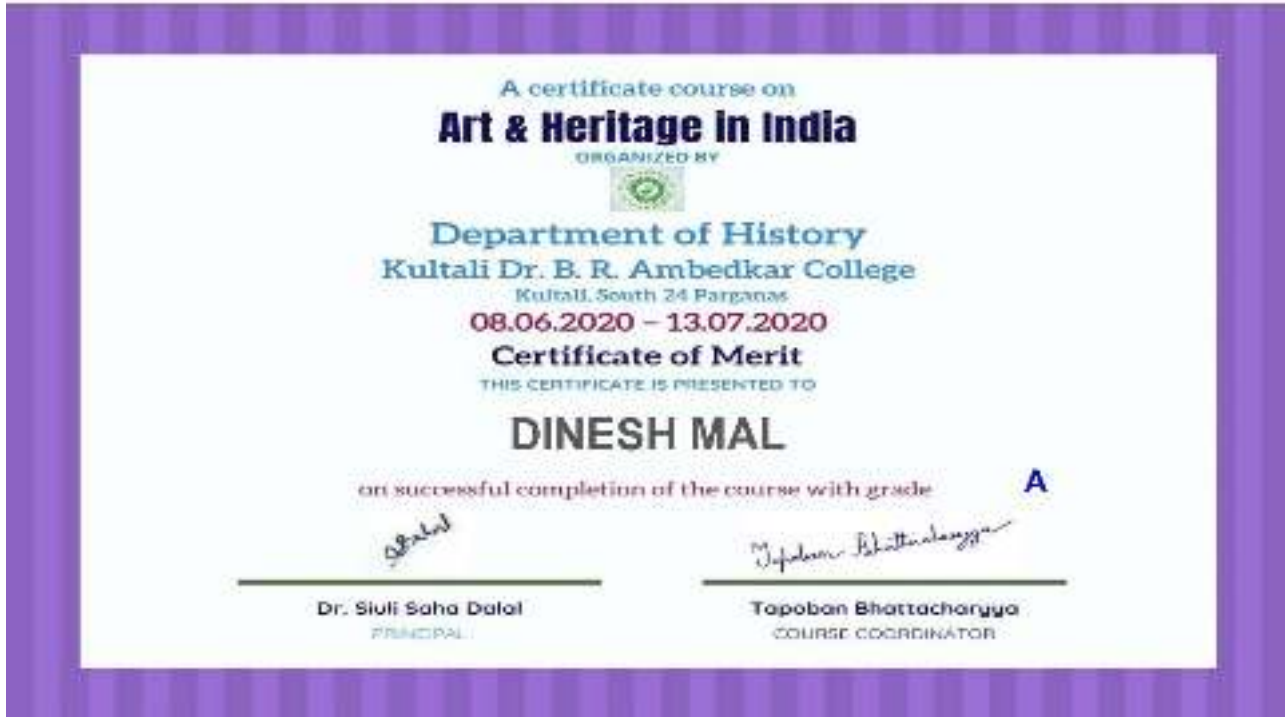 A certificate course on
Art & Heritage in India
ORGANIZED BY
Department of History
Kultali Dr. B. R. Ambedkar College
Kultali, South 24 Parganas
08.06.2020 – 13.07.2020
Certificate of Merit
THIS CERTIFICATE IS PRESENTED TO
DINESH MAL
on successful completion of the course with grade A
Tapoban Bhattacharyya
Dr. Siuli Saha Dalal
Tapoban Bhattacharyya
PRINCIPAL
COURSE COORDINATOR